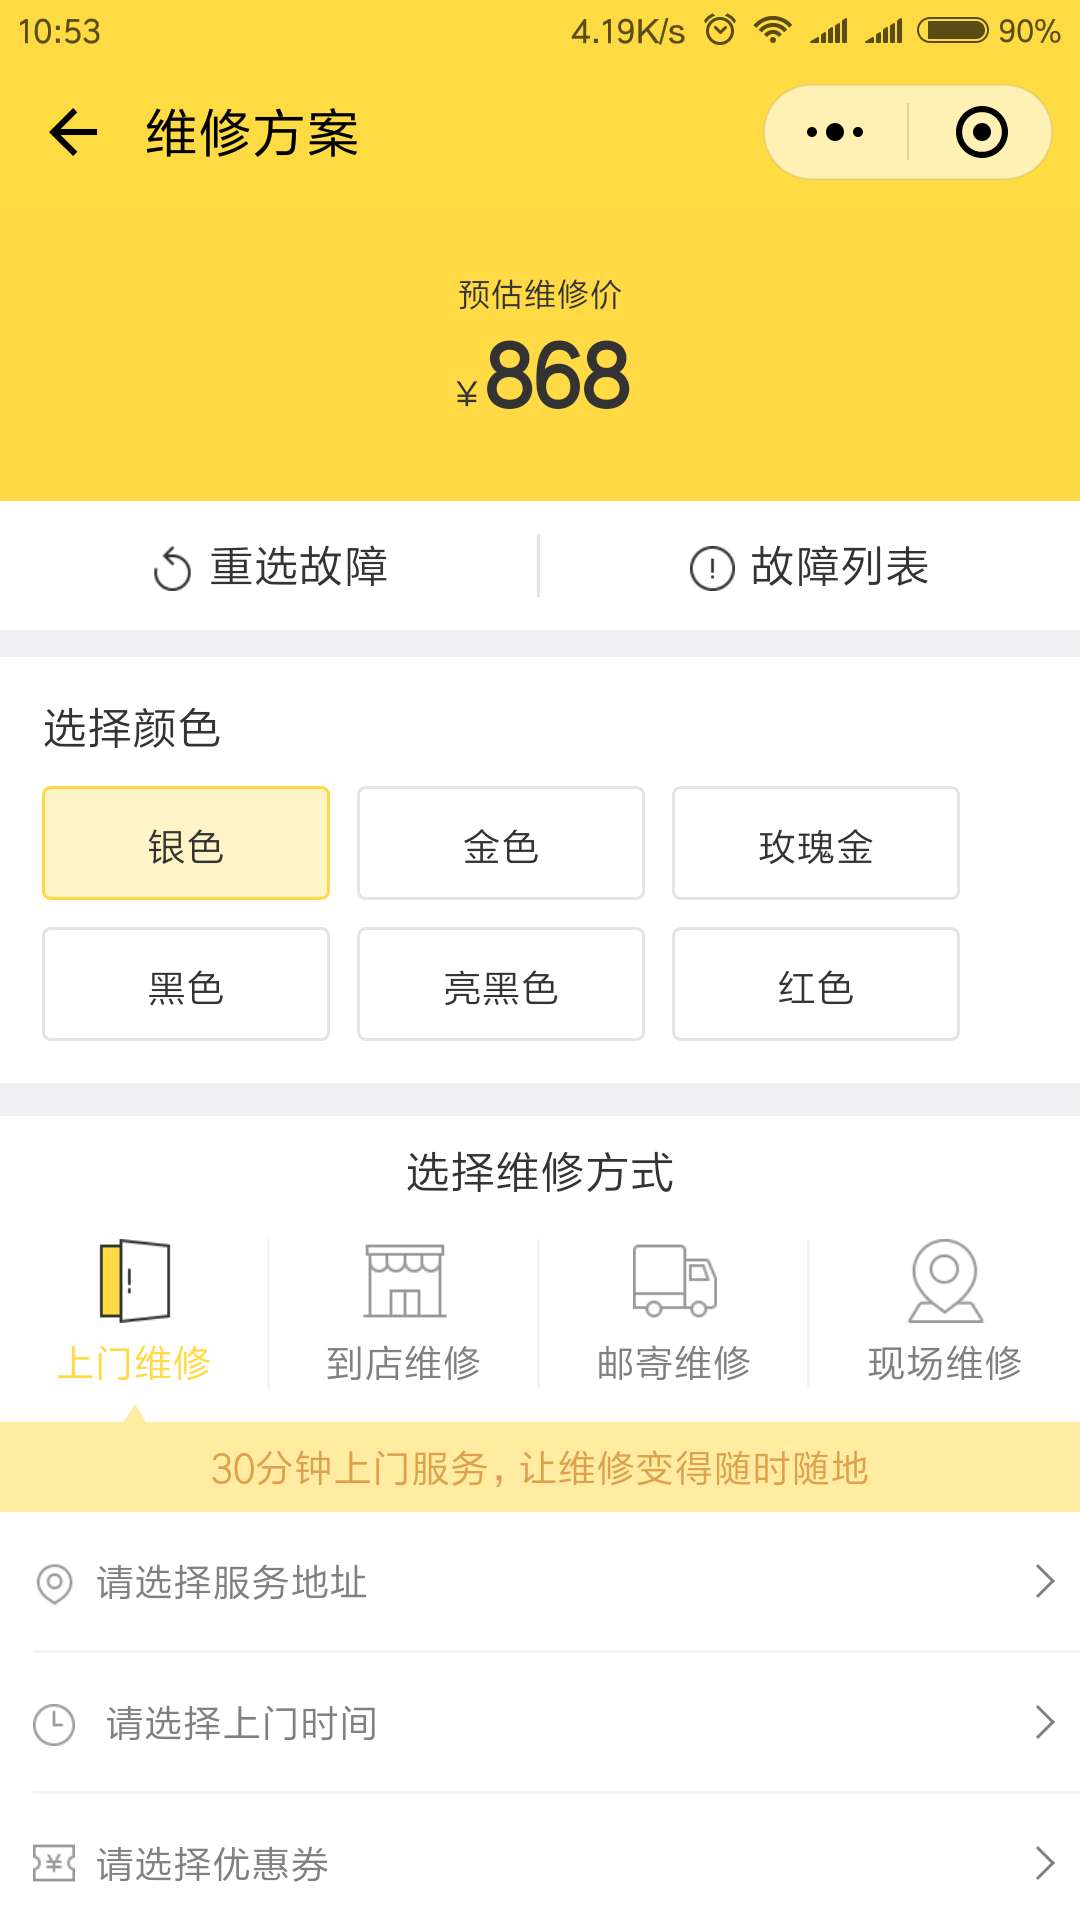 10:53 4.19K/s 90%
维修方案
预估维修价
¥868
重选故障 故障列表
选择颜色
银色 金色 玫瑰金
黑色 亮黑色 红色
选择维修方式
上门维修 到店维修 邮寄维修 现场维修
30分钟上门服务，让维修变得随时随地
请选择服务地址
请选择上门时间
请选择优惠券